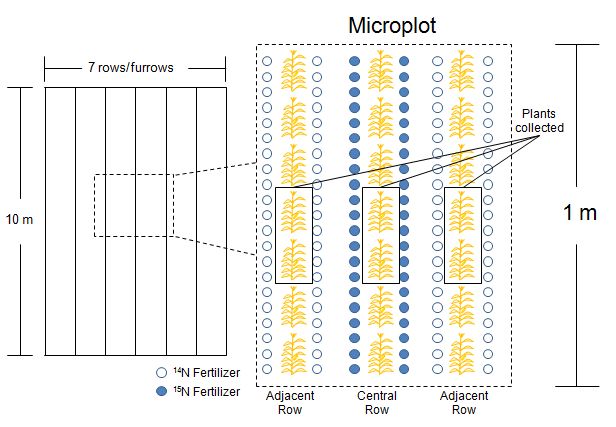 Microplot
7 rows/furrows
Plants
collected
10 m
1 m
¹⁴N Fertilizer
¹⁵N Fertilizer
Adjacent
Row
Central
Row
Adjacent
Row